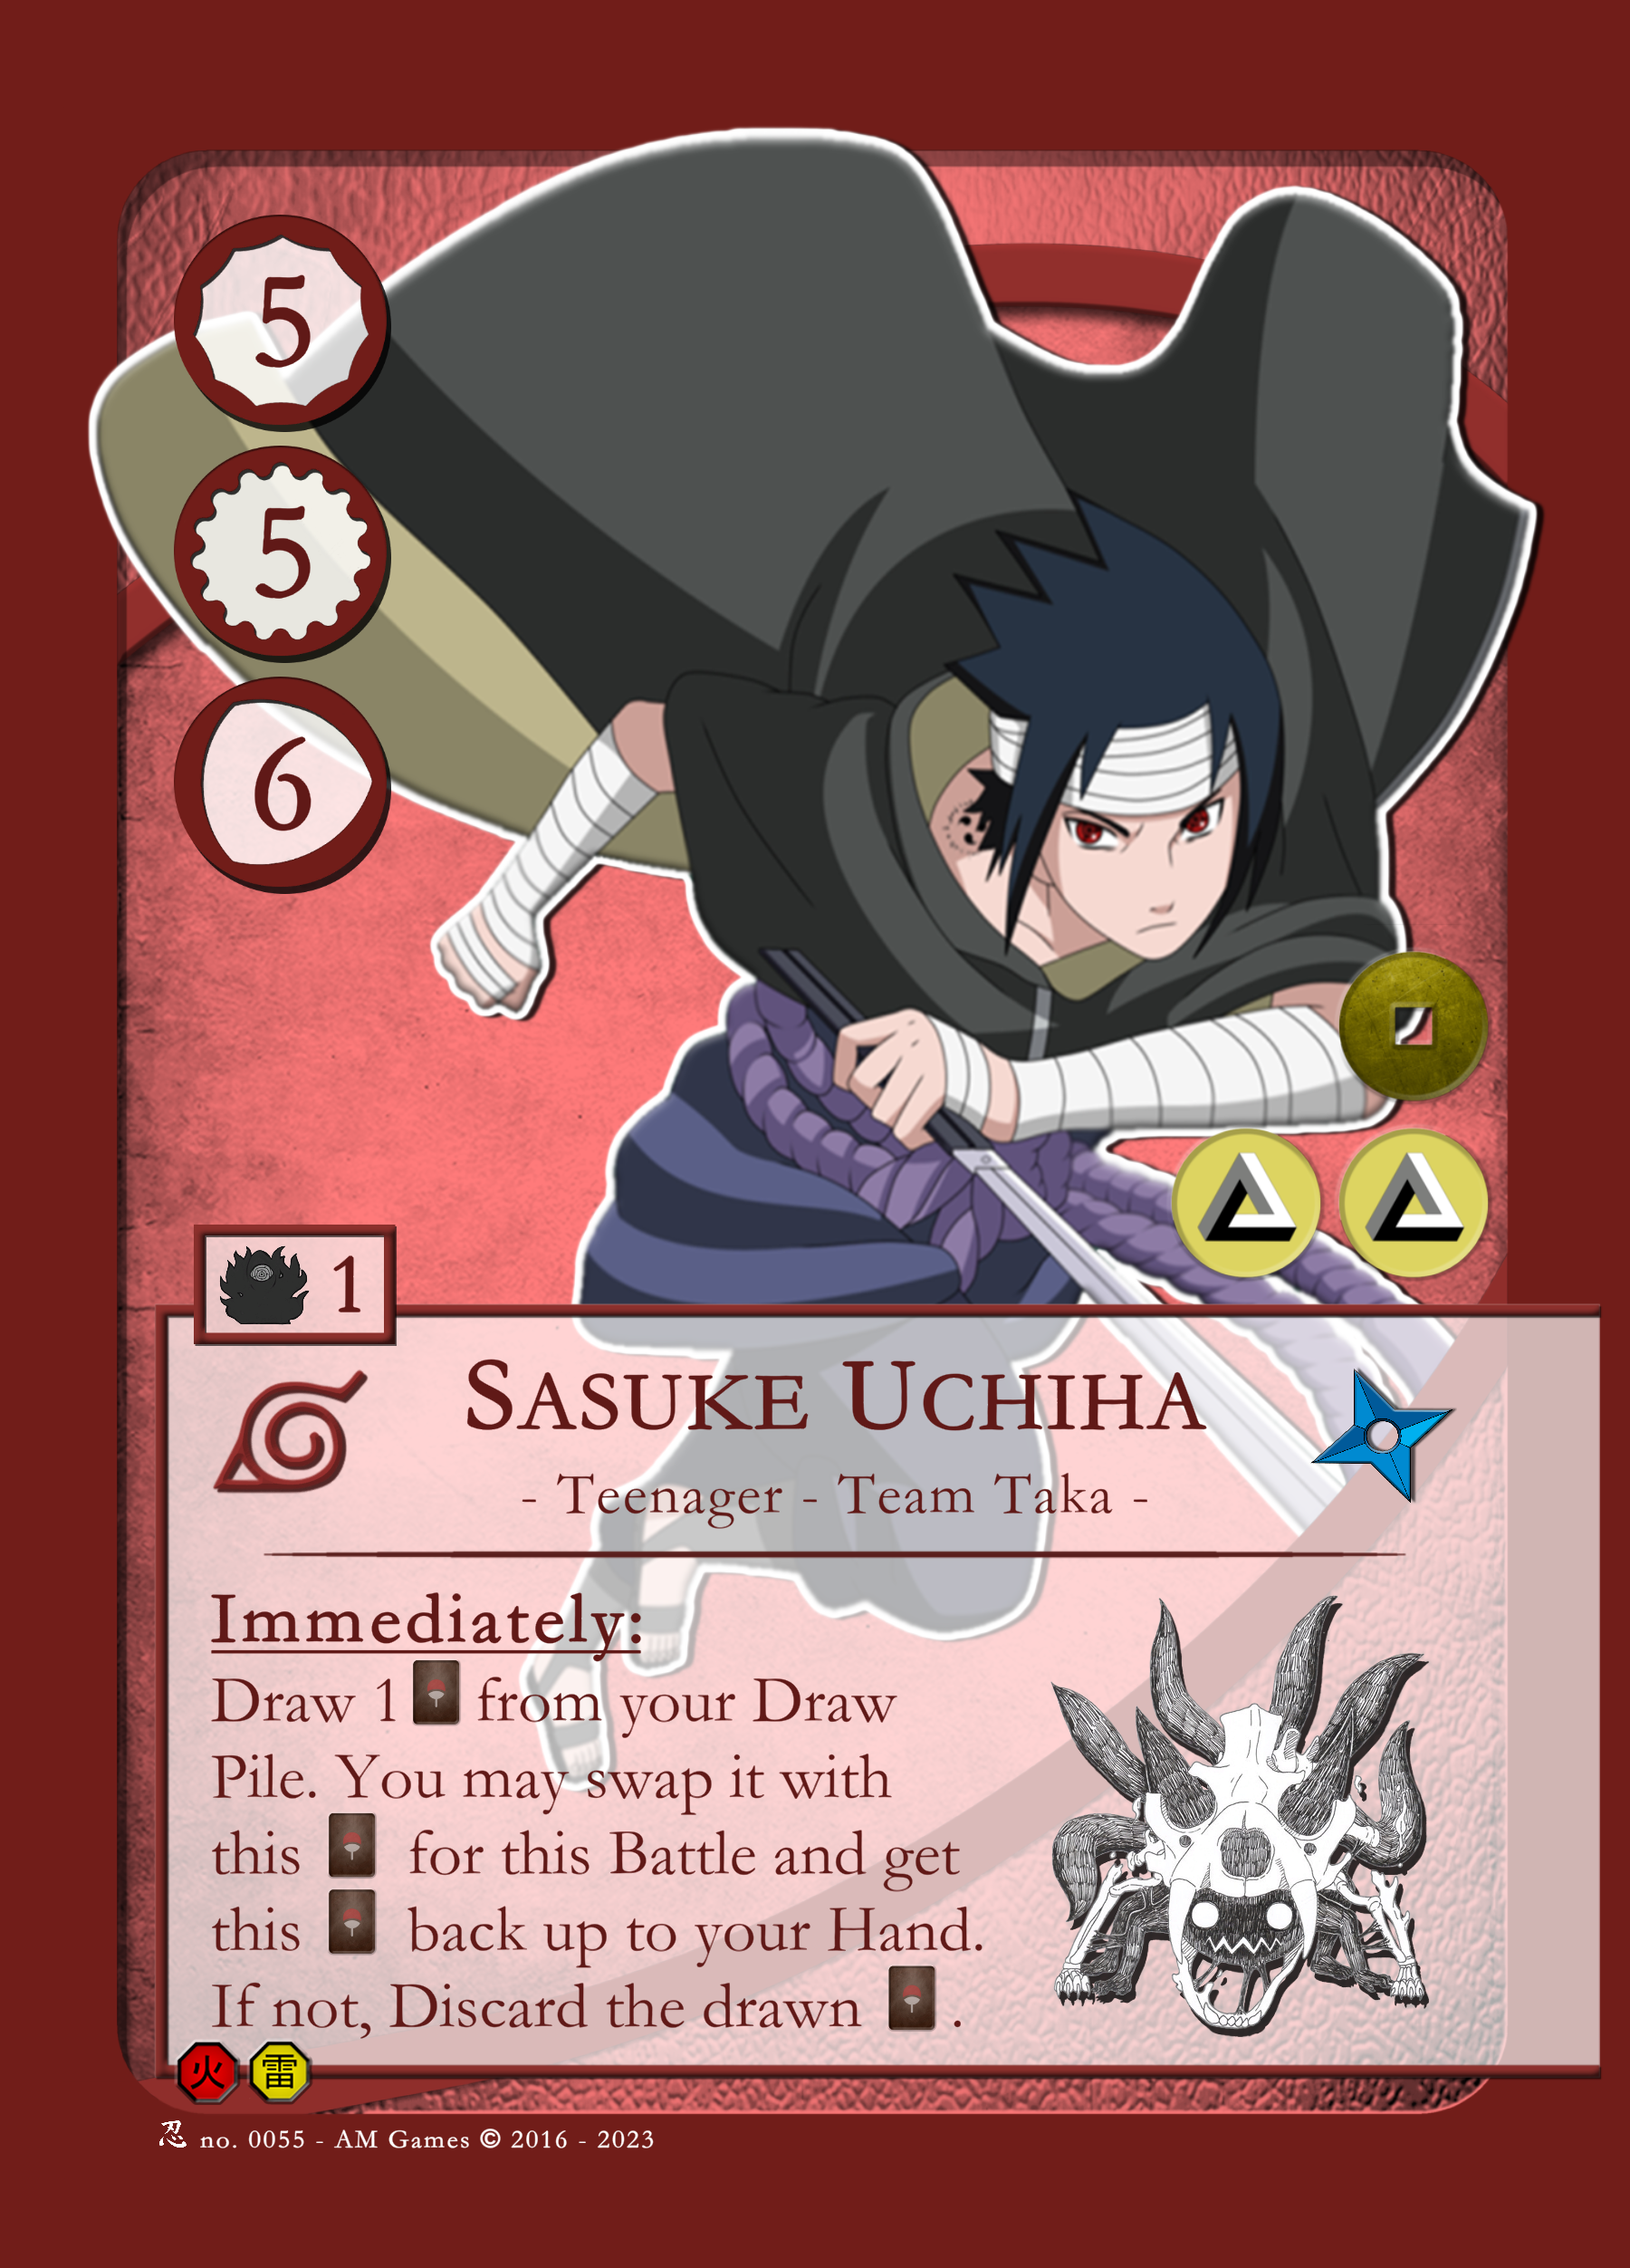 5
5
6
1
SASUKE UCHIHA
- Teenager - Team Taka -
Immediately:
Draw 1 from your Draw
Pile. You may swap it with
this for this Battle and get
this back up to your Hand.
If not, Discard the drawn .
火 雷
忍 no. 0055 - AM Games © 2016 - 2023